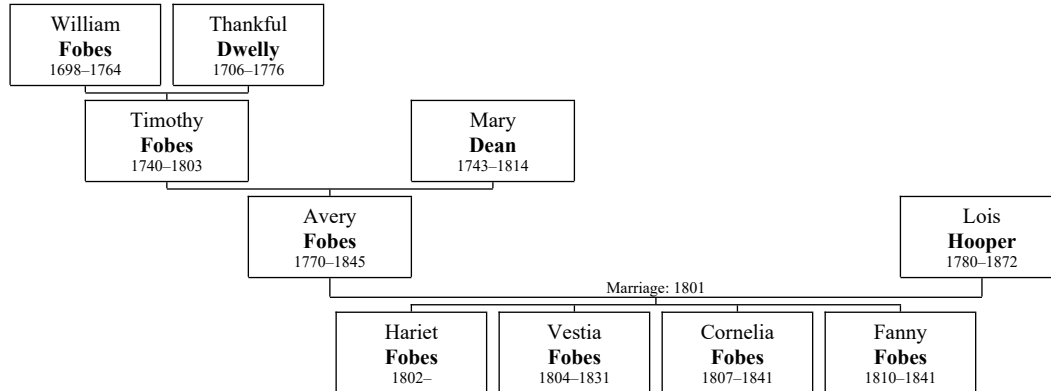 William
Fobes
1698–1764
Thankful
Dwelly
1706–1776
Timothy
Fobes
1740–1803
Mary
Dean
1743–1814
Avery
Fobes
1770–1845
Lois
Hooper
1780–1872
Marriage: 1801
Hariet
Fobes
1802–
Vestia
Fobes
1804–1831
Cornelia
Fobes
1807–1841
Fanny
Fobes
1810–1841